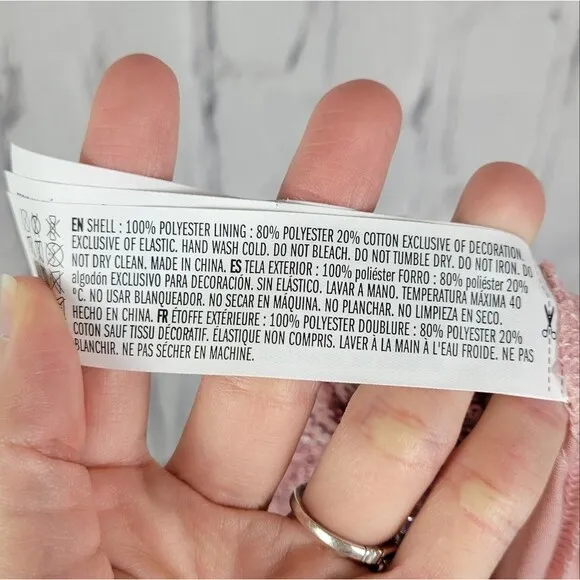 EN SHELL : 100% POLYESTER LINING : 80% POLYESTER 20% COTTON EXCLUSIVE OF DECORATION.
EXCLUSIVE OF ELASTIC. HAND WASH COLD. DO NOT BLEACH. DO NOT TUMBLE DRY. DO NOT IRON. DO
NOT DRY CLEAN. MADE IN CHINA. ES TELA EXTERIOR : 100% poliéster FORRO : 80% poliéster 20%
algodón EXCLUSIVO PARA DECORACIÓN. SIN ELÁSTICO. LAVAR A MANO. TEMPERATURA MÁXIMA 40
°C. NO USAR BLANQUEADOR. NO SECAR EN MÁQUINA. NO PLANCHAR. NO LIMPIEZA EN SECO.
HECHO EN CHINA. FR ÉTOFFE EXTÉRIEURE : 100% POLYESTER DOUBLURE : 80% POLYESTER 20%
COTON SAUF TISSU DÉCORATIF. ÉLASTIQUE NON COMPRIS. LAVER À LA MAIN À L'EAU FROIDE. NE PAS
BLANCHIR. NE PAS SÉCHER EN MACHINE.